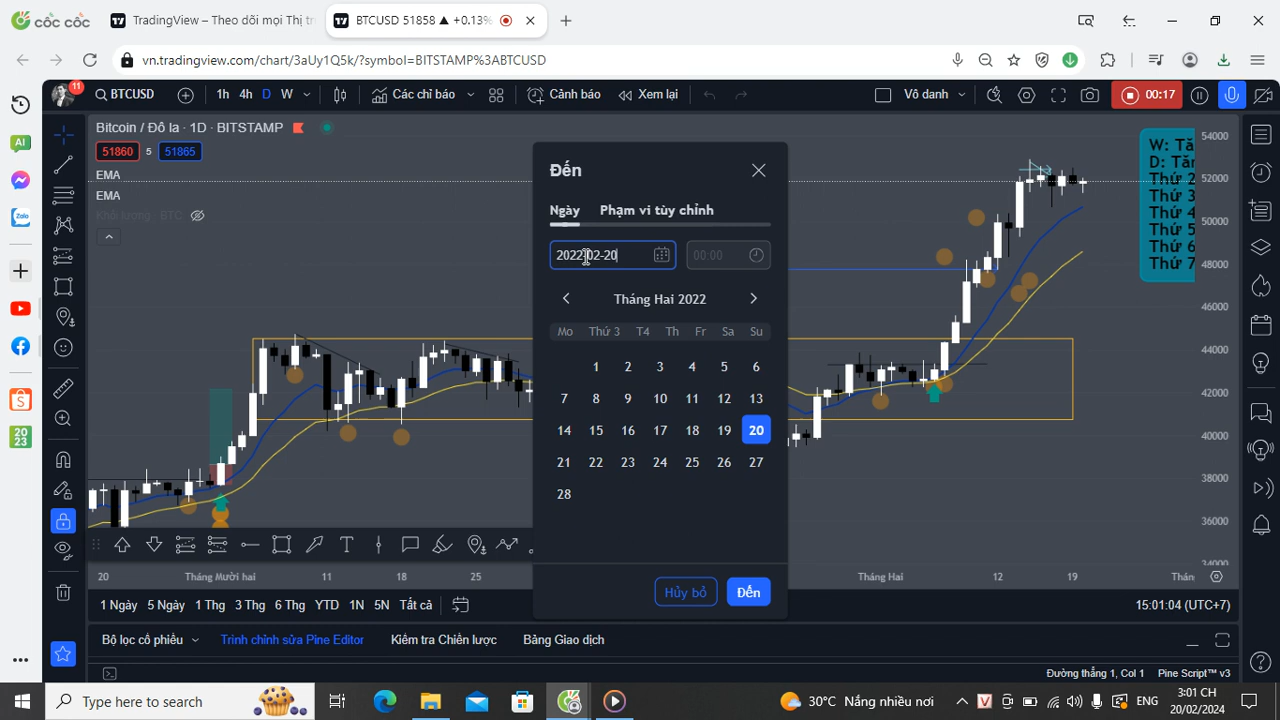 cốc cốc
TradingView – Theo dõi mọi Thị tr
BTCUSD 51858 ▲ +0.13%
vn.tradingview.com/chart/3aUy1Q5k/?symbol=BITSTAMP%3ABTCUSD
11
BTCUSD
1h 4h D W
Các chỉ báo
Cảnh báo
Xem lại
Vô danh
00:17
Bitcoin / Đô la · 1D · BITSTAMP
51860 5 51865
EMA
EMA
Khối lượng · BTC
Đến
Ngày Phạm vi tùy chỉnh
2022-02-20 00:00
Tháng Hai 2022
Mo Thứ 3 T4 Th Fr Sa Su
1 2 3 4 5 6
7 8 9 10 11 12 13
14 15 16 17 18 19 20
21 22 23 24 25 26 27
28
Hủy bỏ Đến
W: Tă
D: Tăr
Thứ 2
Thứ 3
Thứ 4
Thứ 5
Thứ 6
Thứ 7
54000
52000
50000
48000
46000
44000
42000
40000
38000
36000
34000
20 Tháng Mười hai 11 18 25 Tháng Hai 12 19 Thán
1 Ngày 5 Ngày 1 Thg 3 Thg 6 Thg YTD 1N 5N Tất cả
15:01:04 (UTC+7)
Bộ lọc cổ phiếu Trình chỉnh sửa Pine Editor Kiểm tra Chiến lược Bảng Giao dịch
Đường thẳng 1, Col 1 Pine Script™ v3
AI
Zalo
2023
Type here to search
30°C Nắng nhiều nơi
ENG
3:01 CH
20/02/2024